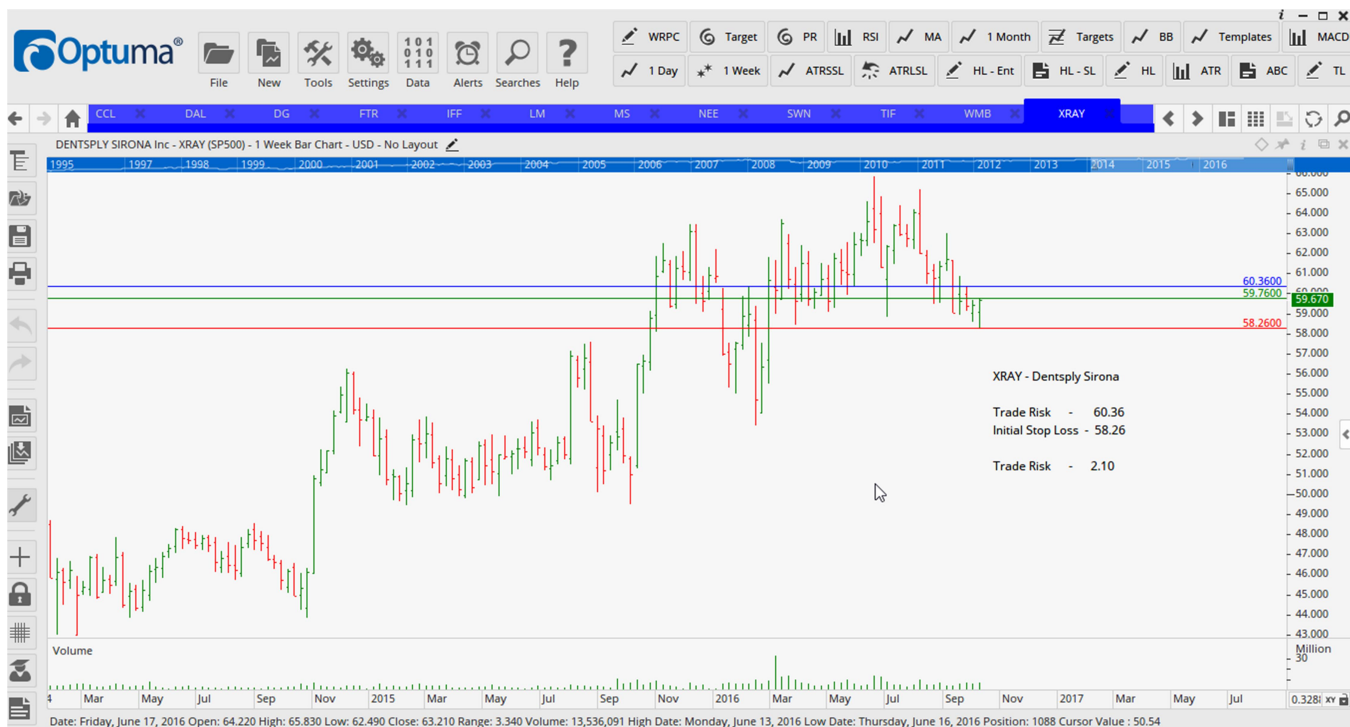 Optuma®
File New Tools Settings Data Alerts Searches Help
WRPC Target PR RSI MA 1 Month Targets BB Templates MACD
1 Day 1 Week ATRSSL ATRLSL HL - Ent HL - SL HL ATR ABC TL
CCL DAL DG FTR IFF LM MS NEE SWN TIF WMB XRAY
DENTSPLY SIRONA Inc - XRAY (SP500) - 1 Week Bar Chart - USD - No Layout
1995 1997 1998 1999 2000 2001 2002 2003 2004 2005 2006 2007 2008 2009 2010 2011 2012 2013 2014 2015 2016
66.000
65.000
64.000
63.000
62.000
61.000
60.3600
59.7600
59.670
59.000
58.2600
58.000
57.000
56.000
XRAY - Dentsply Sirona
55.000
Trade Risk - 60.36
54.000
Initial Stop Loss - 58.26
53.000
52.000
Trade Risk - 2.10
51.000
50.000
49.000
48.000
47.000
46.000
45.000
44.000
43.000
Volume
Million
30
4 Mar May Jul Sep Nov 2015 Mar May Jul Sep Nov 2016 Mar May Jul Sep Nov 2017 Mar May Jul
XY
Date: Friday, June 17, 2016 Open: 64.220 High: 65.830 Low: 62.490 Close: 63.210 Range: 3.340 Volume: 13,536,091 High Date: Monday, June 13, 2016 Low Date: Thursday, June 16, 2016 Position: 1088 Cursor Value : 50.54